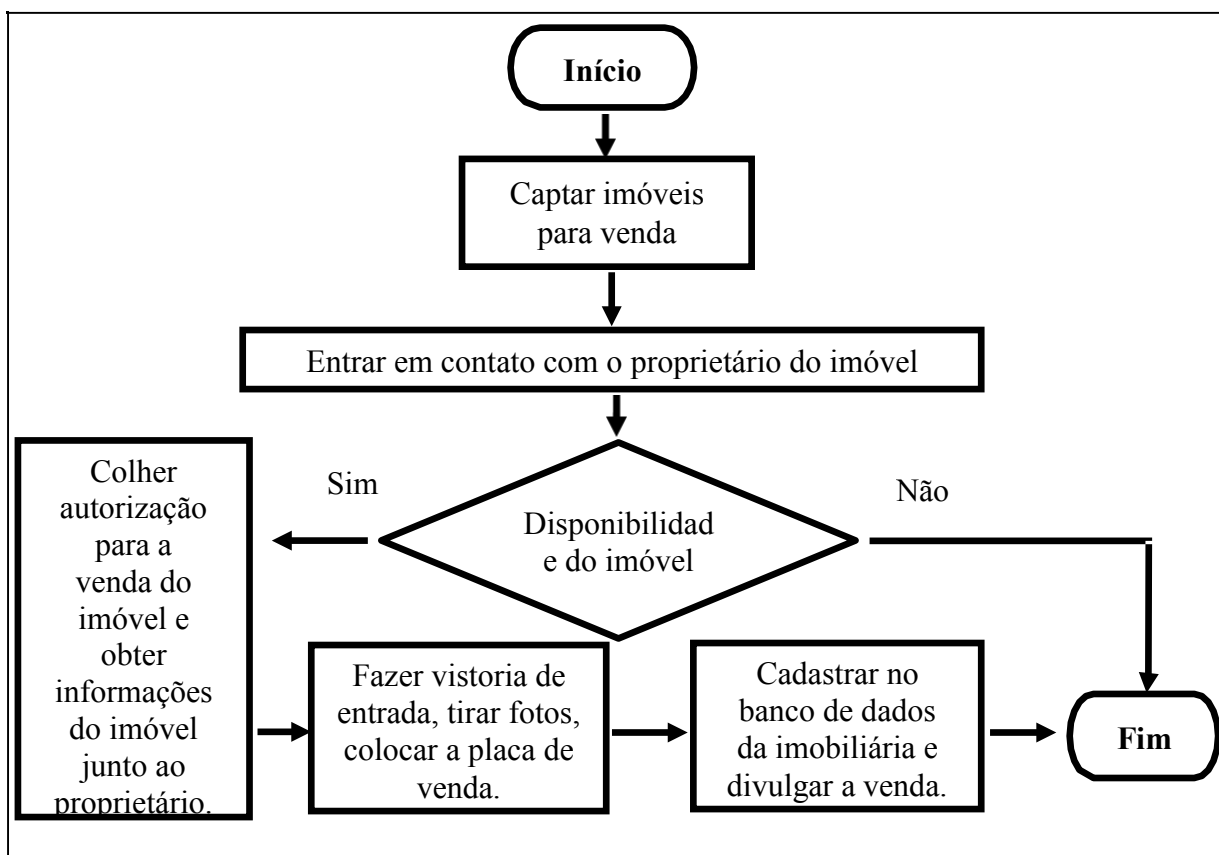 Início
Captar imóveis
para venda
Entrar em contato com o proprietário do imóvel
Disponibilidad
e do imóvel
Sim
Não
Colher
autorização
para a
venda do
imóvel e
obter
informações
do imóvel
junto ao
proprietário.
Fazer vistoria de
entrada, tirar fotos,
colocar a placa de
venda.
Cadastrar no
banco de dados
da imobiliária e
divulgar a venda.
Fim